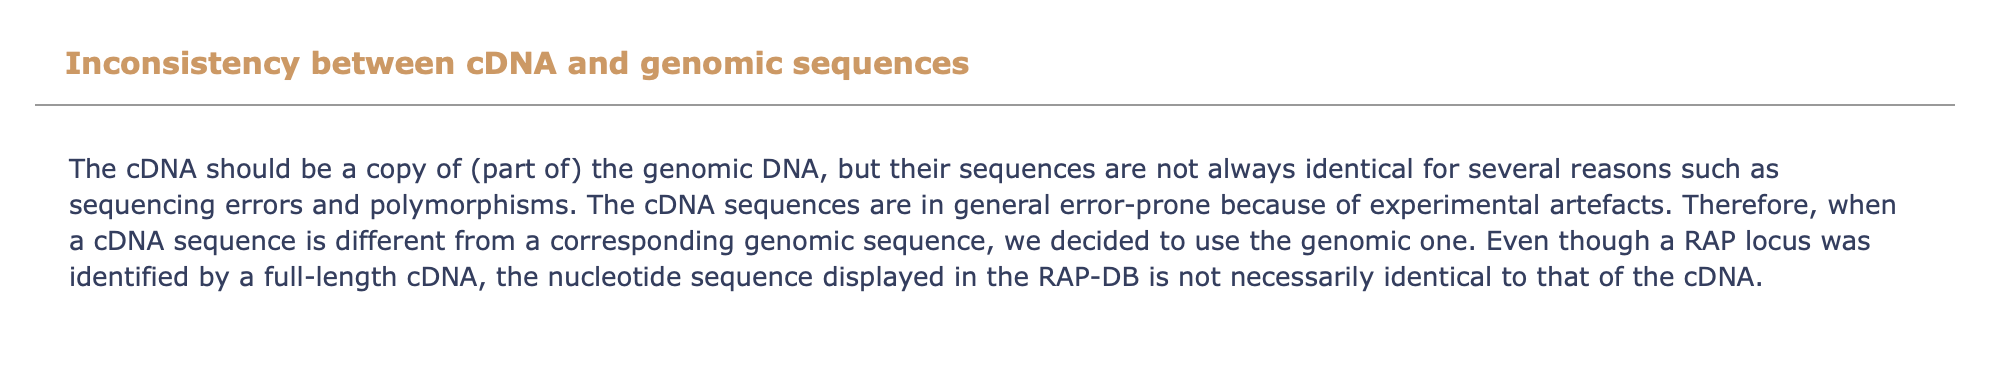 Inconsistency between cDNA and genomic sequences
The cDNA should be a copy of (part of) the genomic DNA, but their sequences are not always identical for several reasons such as
sequencing errors and polymorphisms. The cDNA sequences are in general error-prone because of experimental artefacts. Therefore, when
a cDNA sequence is different from a corresponding genomic sequence, we decided to use the genomic one. Even though a RAP locus was
identified by a full-length cDNA, the nucleotide sequence displayed in the RAP-DB is not necessarily identical to that of the cDNA.